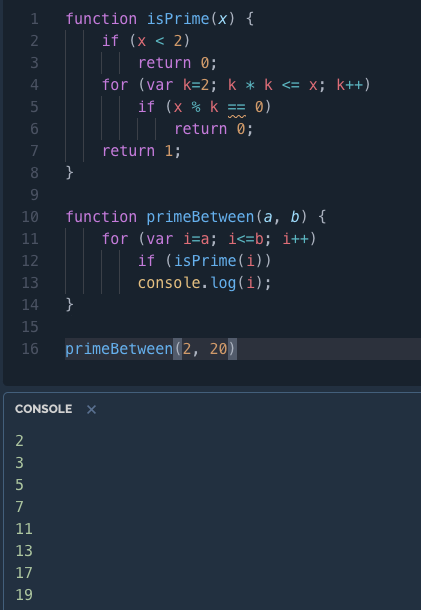 1 function isPrime(x) {
2 if (x < 2)
3 return 0;
4 for (var k=2; k * k <= x; k++)
5 if (x % k == 0)
6 return 0;
7 return 1;
8 }
9
10 function primeBetween(a, b) {
11 for (var i=a; i<=b; i++)
12 if (isPrime(i))
13 console.log(i);
14 }
15
16 primeBetween(2, 20)
CONSOLE ×
2
3
5
7
11
13
17
19